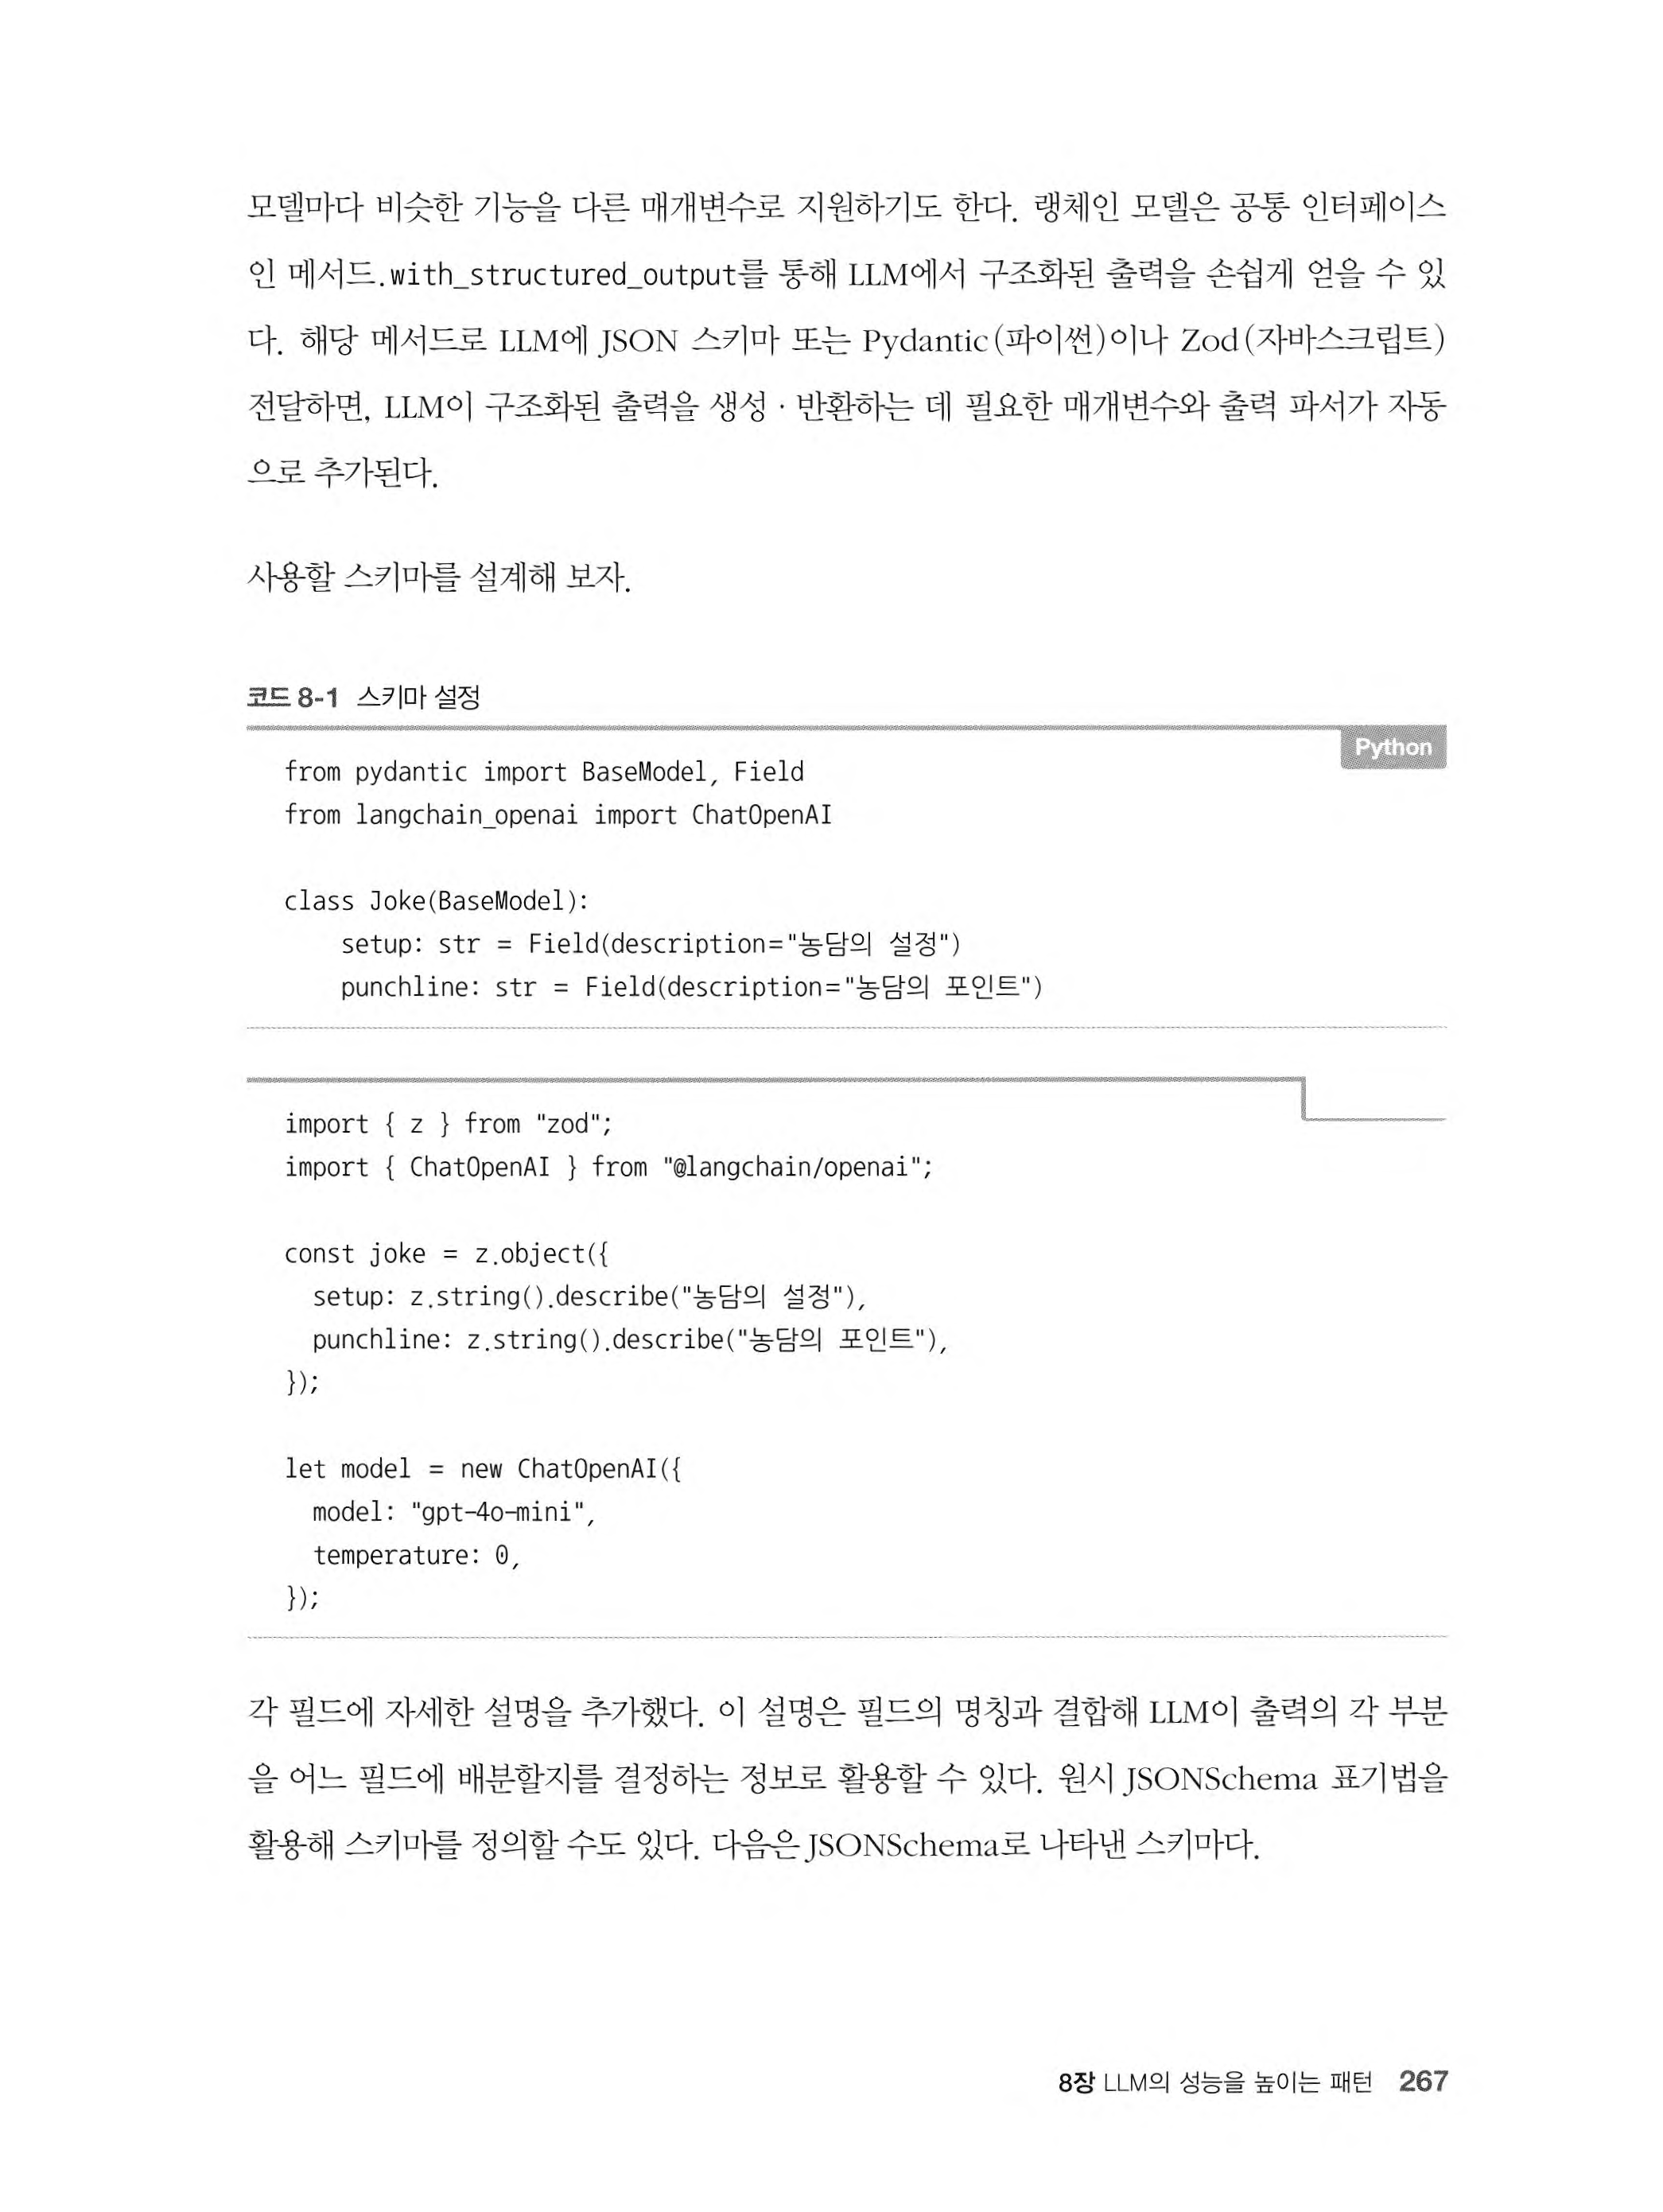 모델마다 비슷한 기능을 다른 매개변수로 지원하기도 한다. 랭체인 모델은 공통 인터페이스
인 메서드.with_structured_output를 통해 LLM에서 구조화된 출력을 손쉽게 얻을 수 있
다. 해당 메서드로 LLM에 JSON 스키마 또는 Pydantic(파이썬)이나 Zod(자바스크립트)
전달하면, LLM이 구조화된 출력을 생성 · 반환하는 데 필요한 매개변수와 출력 파서가 자동
으로 추가된다.
사용할 스키마를 설계해 보자.
코드 8-1 스키마 설정
Python
from pydantic import BaseModel, Field
from langchain_openai import ChatOpenAI
class Joke(BaseModel):
    setup: str = Field(description="농담의 설정")
    punchline: str = Field(description="농담의 포인트")
import { z } from "zod";
import { ChatOpenAI } from "@langchain/openai";
const joke = z.object({
  setup: z.string().describe("농담의 설정"),
  punchline: z.string().describe("농담의 포인트"),
});
let model = new ChatOpenAI({
  model: "gpt-4o-mini",
  temperature: 0,
});
각 필드에 자세한 설명을 추가했다. 이 설명은 필드의 명칭과 결합해 LLM이 출력의 각 부분
을 어느 필드에 배분할지를 결정하는 정보로 활용할 수 있다. 원시 JSONSchema 표기법을
활용해 스키마를 정의할 수도 있다. 다음은 JSONSchema로 나타낸 스키마다.
8장 LLM의 성능을 높이는 패턴 267